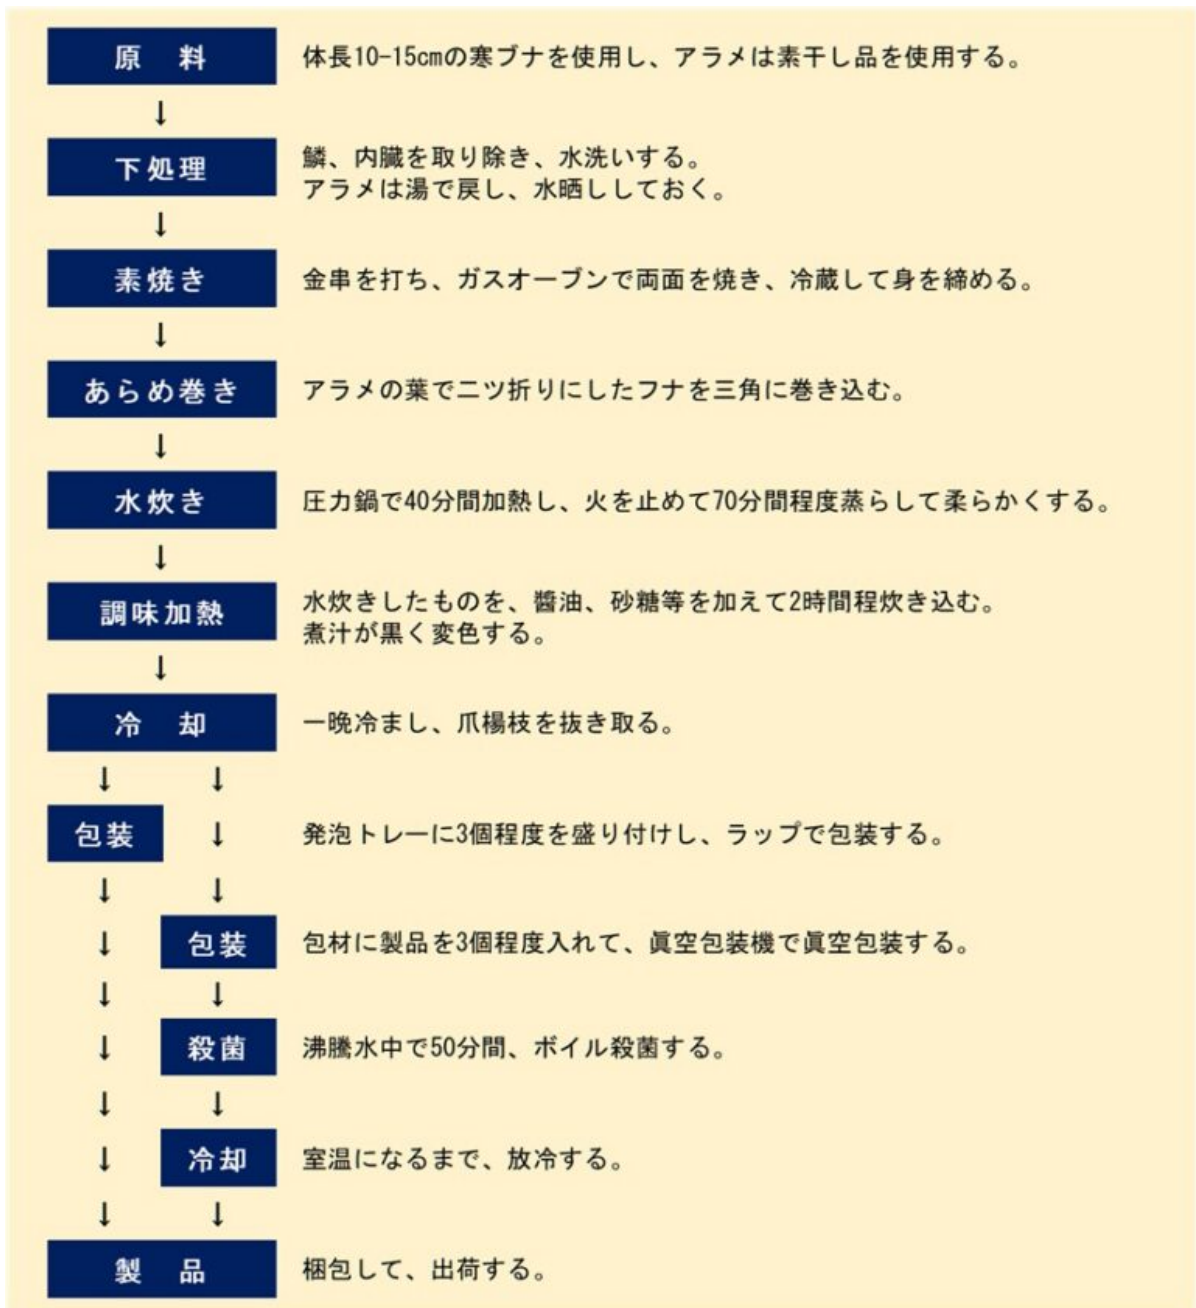 原　料
体長10-15cmの寒ブナを使用し、アラメは素干し品を使用する。
↓
下処理
鱗、内臓を取り除き、水洗いする。
アラメは湯で戻し、水晒ししておく。
↓
素焼き
金串を打ち、ガスオーブンで両面を焼き、冷蔵して身を締める。
↓
あらめ巻き
アラメの葉で二ツ折りにしたフナを三角に巻き込む。
↓
水炊き
圧力鍋で40分間加熱し、火を止めて70分間程度蒸らして柔らかくする。
↓
調味加熱
水炊きしたものを、醬油、砂糖等を加えて2時間程炊き込む。
煮汁が黒く変色する。
↓
冷　却
一晩冷まし、爪楊枝を抜き取る。
↓ ↓
包装 ↓
発泡トレーに3個程度を盛り付けし、ラップで包装する。
↓ ↓
↓ 包装
包材に製品を3個程度入れて、眞空包装機で眞空包装する。
↓ ↓
↓ 殺菌
沸騰水中で50分間、ボイル殺菌する。
↓ ↓
↓ 冷却
室温になるまで、放冷する。
↓ ↓
製　品
梱包して、出荷する。